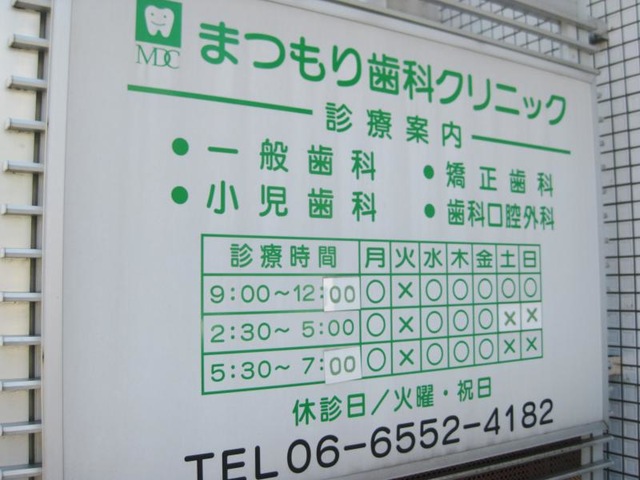 MDC まつもり歯科クリニック
診療案内
●一般歯科 ●矯正歯科
●小児歯科 ●歯科口腔外科
診療時間 月 火 水 木 金 土 日
9:00～12:00 ○ × ○ ○ ○ ○ ○
2:30～ 5:00 ○ × ○ ○ ○ × ×
5:30～ 7:00 ○ × ○ ○ ○ × ×
休診日/火曜・祝日
TEL06-6552-4182